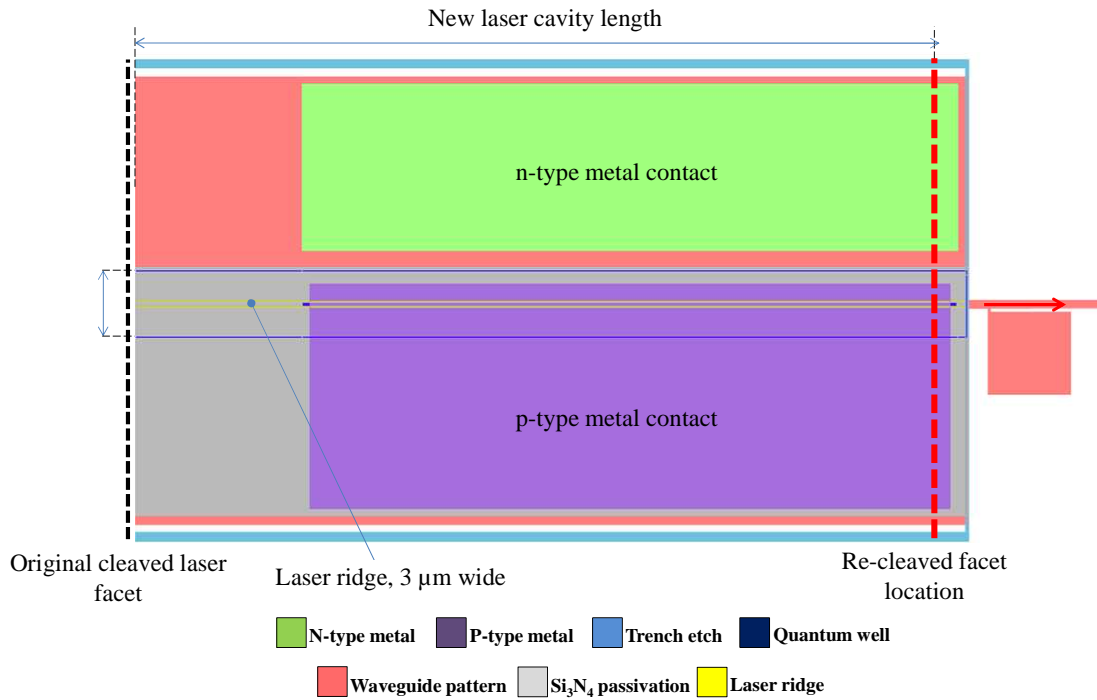 New laser cavity length
n-type metal contact
p-type metal contact
Original cleaved laser
facet
Laser ridge, 3 µm wide
Re-cleaved facet
location
N-type metal
P-type metal
Trench etch
Quantum well
Waveguide pattern
Si₃N₄ passivation
Laser ridge